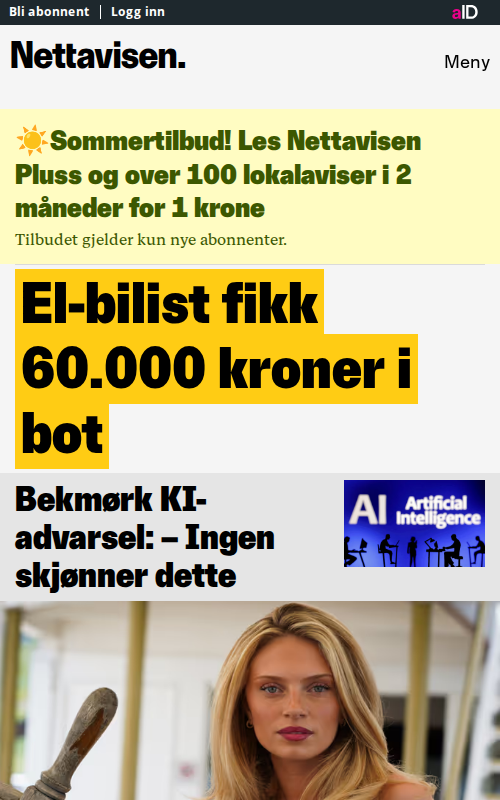 Bli abonnent | Logg inn
aID
Nettavisen.
Meny
☀️Sommertilbud! Les Nettavisen
Pluss og over 100 lokalaviser i 2
måneder for 1 krone
Tilbudet gjelder kun nye abonnenter.
El-bilist fikk
60.000 kroner i
bot
Bekmørk KI-
advarsel: – Ingen
skjønner dette
AI Artificial
Intelligence